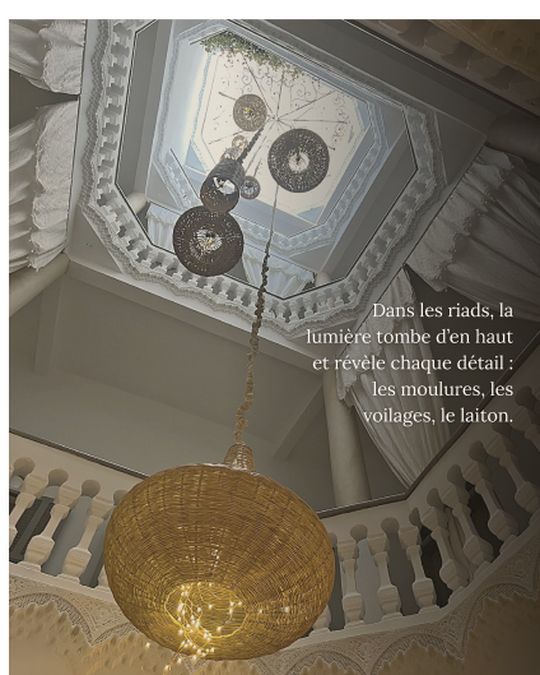 Dans les riads, la
lumière tombe d'en haut
et révèle chaque détail :
les moulures, les
voilages, le laiton.